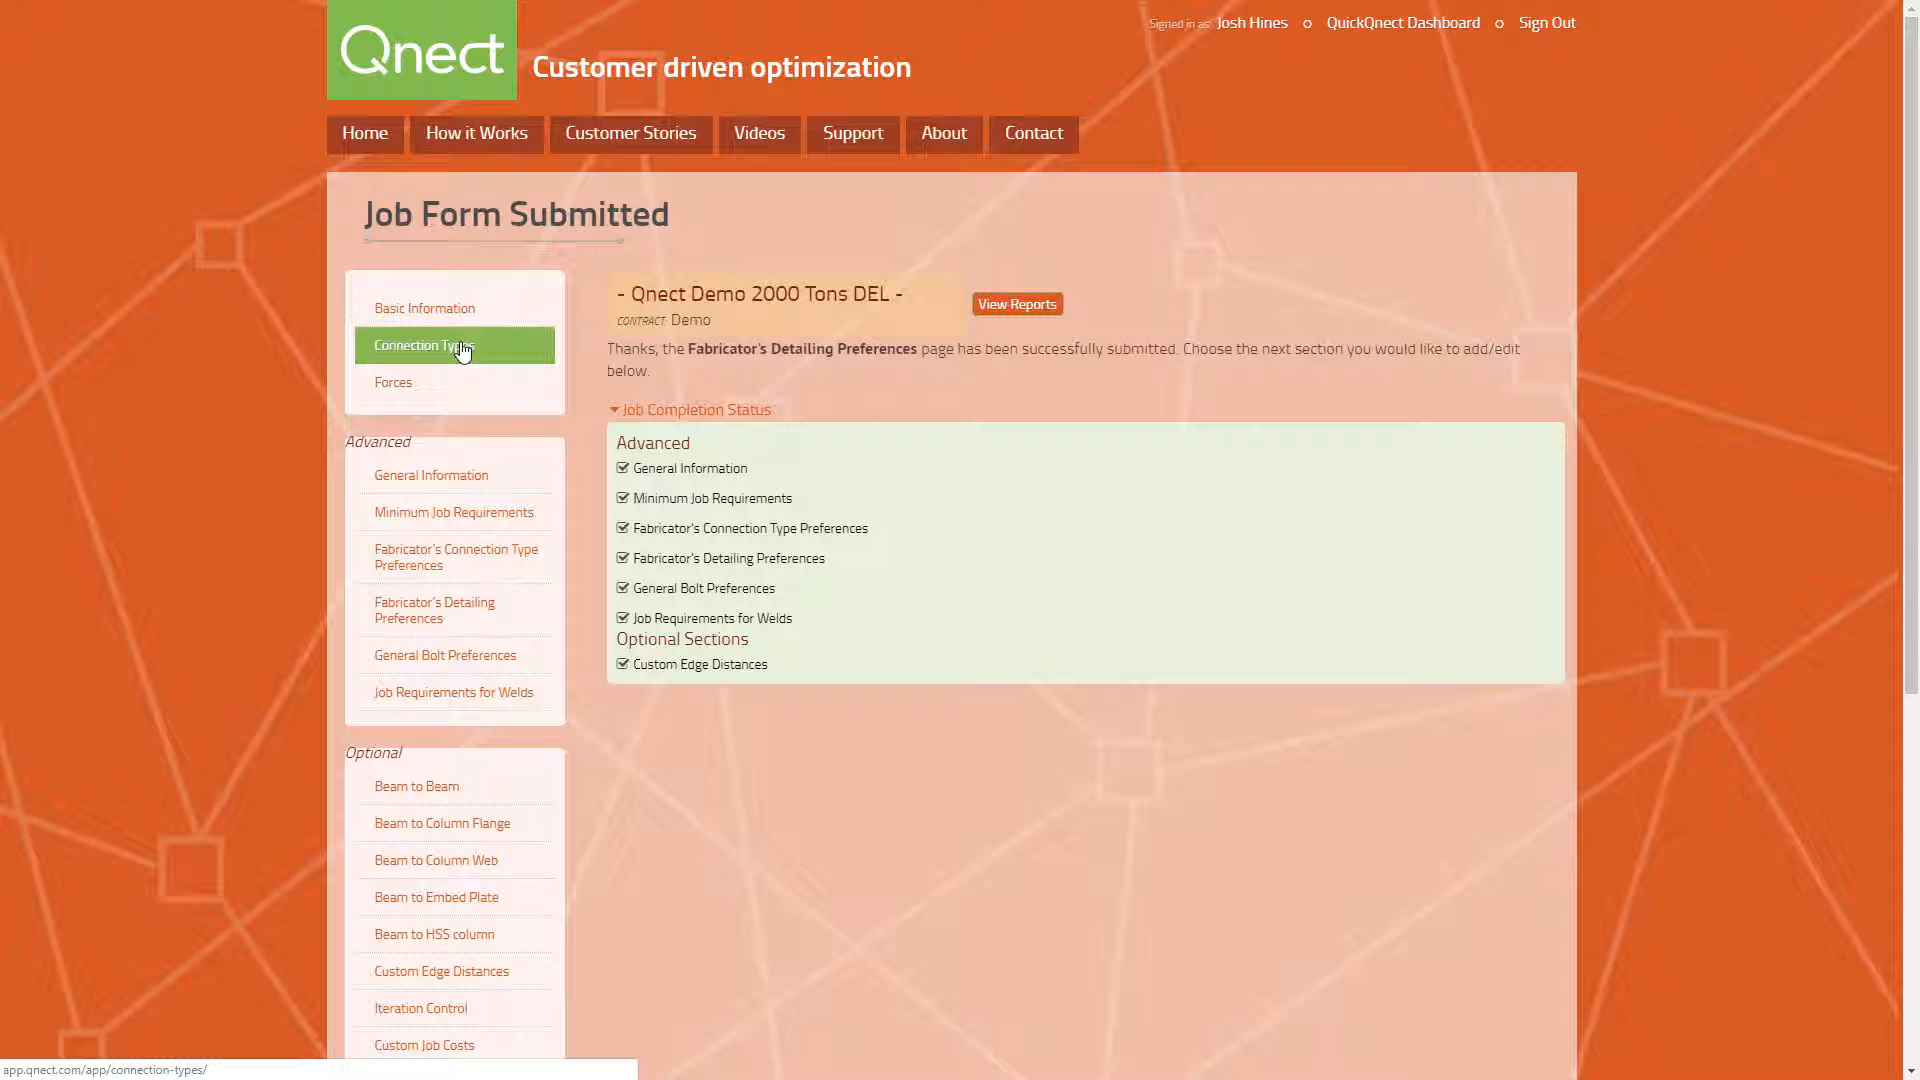 Signed in as: Josh Hines QuickQnect Dashboard Sign Out
Qnect
Customer driven optimization
Home How it Works Customer Stories Videos Support About Contact
Job Form Submitted
Basic Information
Connection Types
Forces
Advanced
General Information
Minimum Job Requirements
Fabricator's Connection Type
Preferences
Fabricator's Detailing
Preferences
General Bolt Preferences
Job Requirements for Welds
Optional
Beam to Beam
Beam to Column Flange
Beam to Column Web
Beam to Embed Plate
Beam to HSS column
Custom Edge Distances
Iteration Control
Custom Job Costs
- Qnect Demo 2000 Tons DEL -
CONTRACT: Demo
View Reports
Thanks, the Fabricator's Detailing Preferences page has been successfully submitted. Choose the next section you would like to add/edit
below.
Job Completion Status
Advanced
General Information
Minimum Job Requirements
Fabricator's Connection Type Preferences
Fabricator's Detailing Preferences
General Bolt Preferences
Job Requirements for Welds
Optional Sections
Custom Edge Distances
app.qnect.com/app/connection-types/